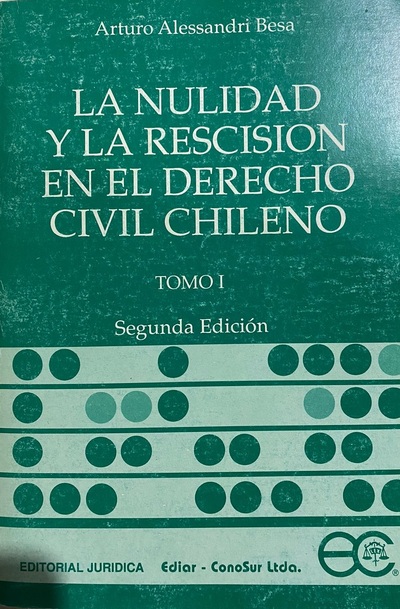 Arturo Alessandri Besa
LA NULIDAD
Y LA RESCISION
EN EL DERECHO
CIVIL CHILENO
TOMO I
Segunda Edición
EDITORIAL JURIDICA Ediar - ConoSur Ltda. EC®